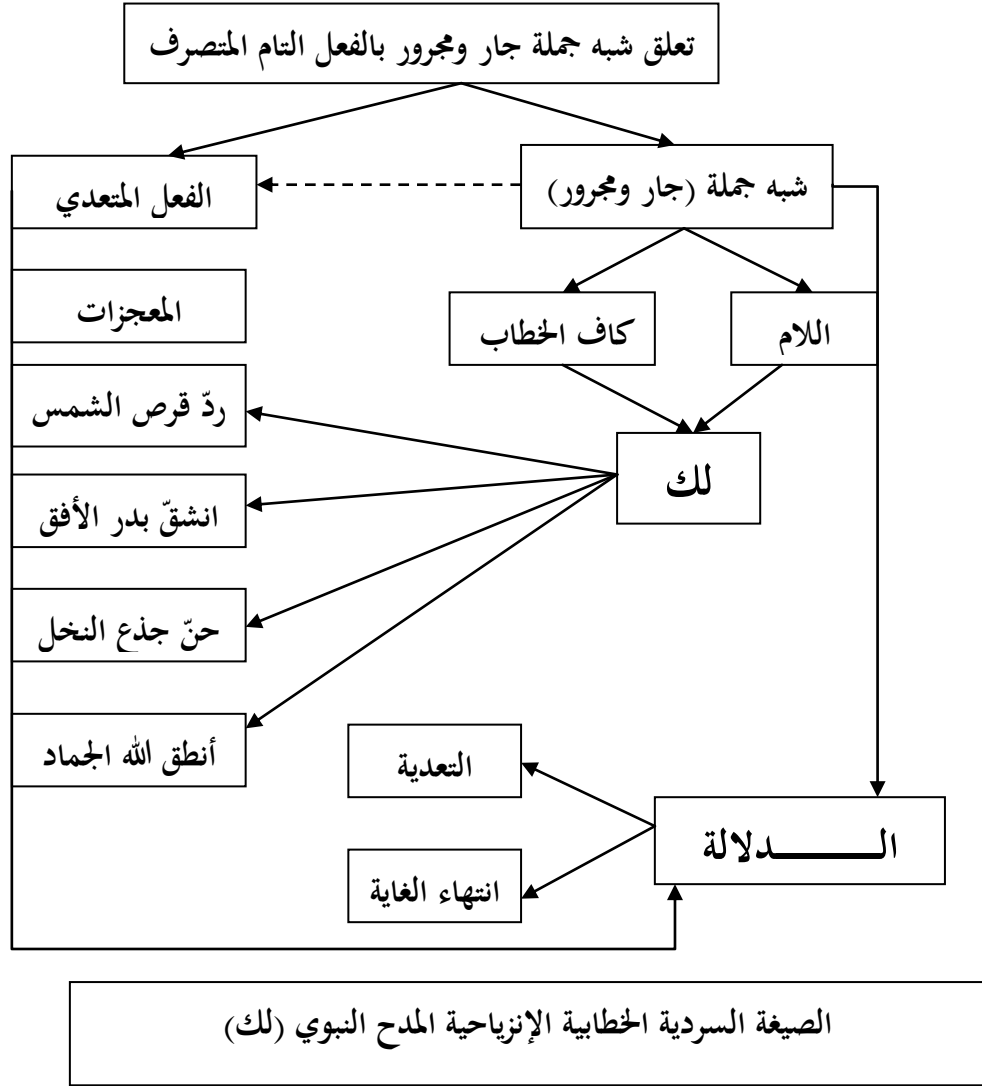 تعلق شبه جملة جار ومجرور بالفعل التام المتصرف
شبه جملة (جار ومجرور)
الفعل المتعدي
اللام
كاف الخطاب
المعجزات
لك
ردّ قرص الشمس
انشقّ بدر الأفق
حنّ جذع النخل
أنطق الله الجماد
التعدية
الـــــــــدلالة
انتهاء الغاية
الصيغة السردية الخطابية الإنزياحية المدح النبوي (لك)